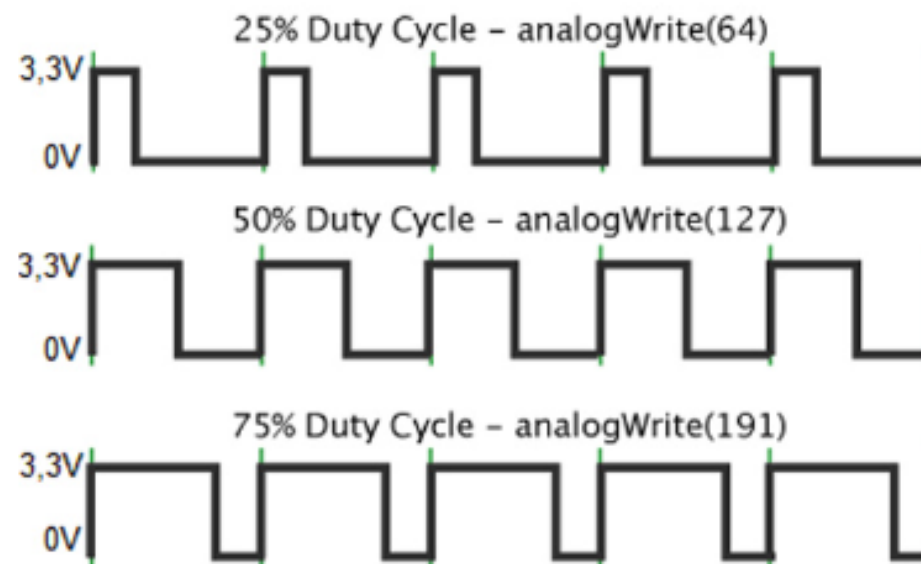 25% Duty Cycle – analogWrite(64)
3,3V
0V
50% Duty Cycle – analogWrite(127)
3,3V
0V
75% Duty Cycle – analogWrite(191)
3,3V
0V